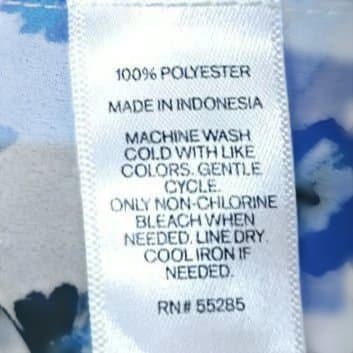 100% POLYESTER
MADE IN INDONESIA
MACHINE WASH
COLD WITH LIKE
COLORS. GENTLE
CYCLE.
ONLY NON-CHLORINE
BLEACH WHEN
NEEDED. LINE DRY.
COOL IRON IF
NEEDED.
RN# 55285